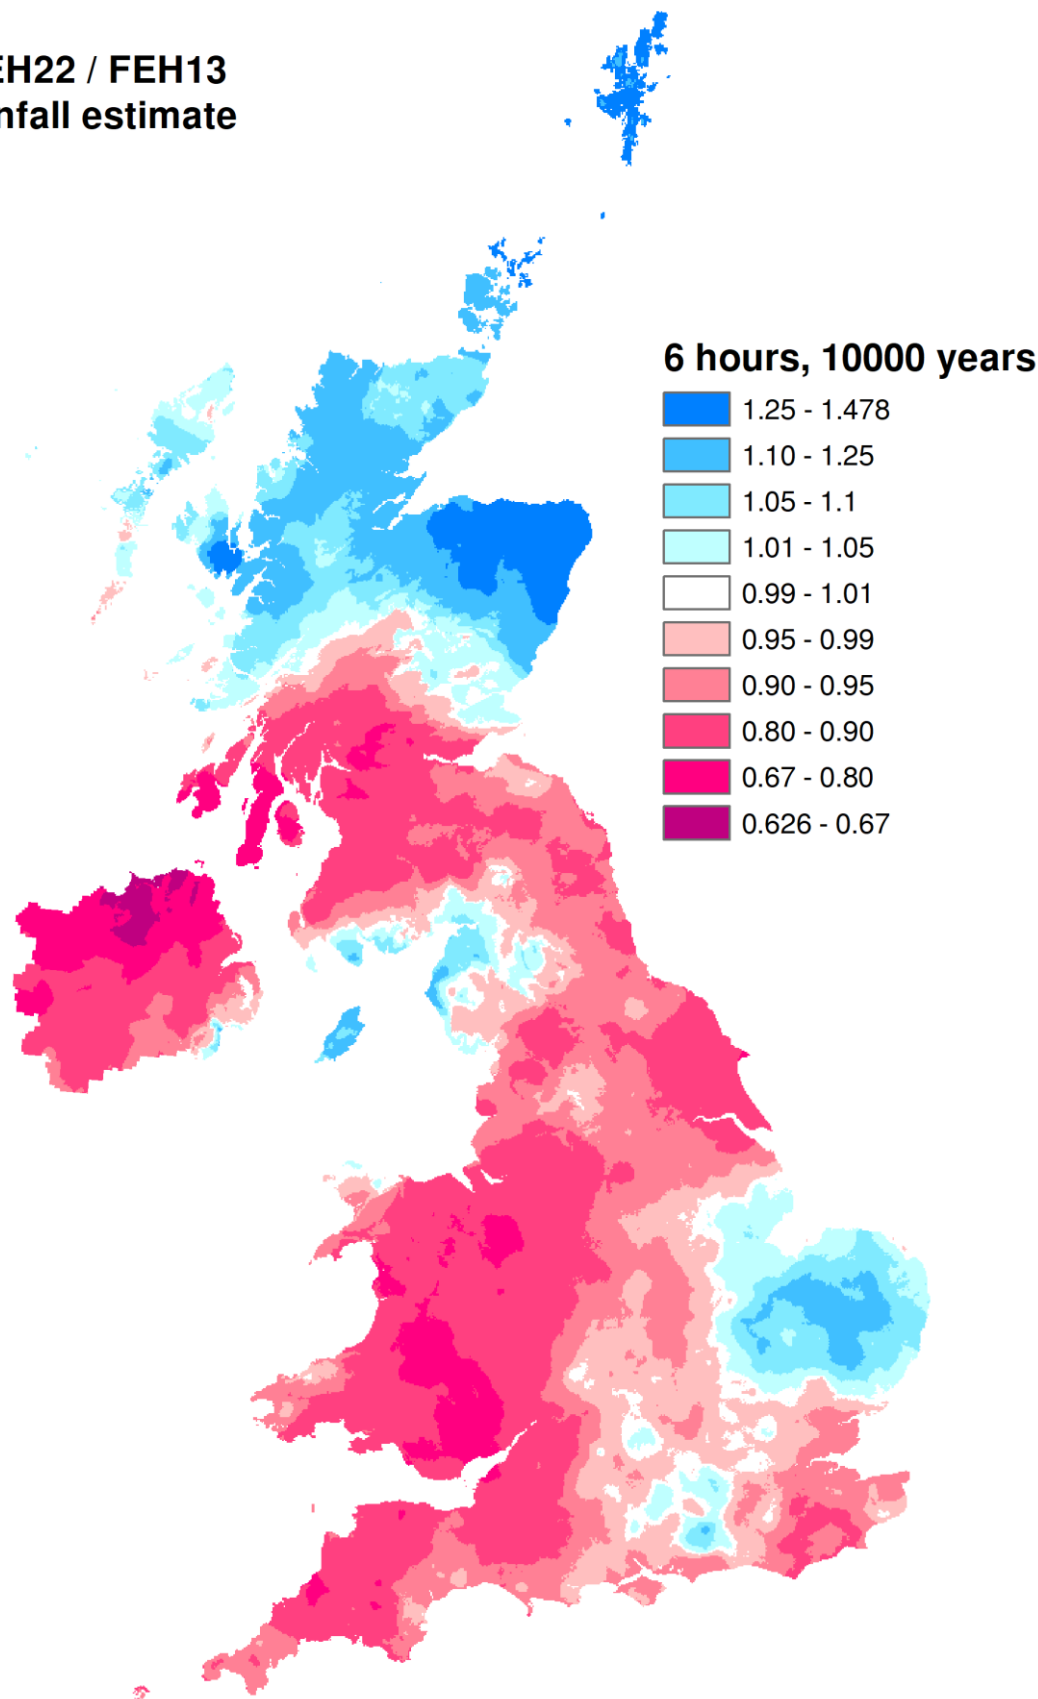 EH22 / FEH13
nfall estimate
6 hours, 10000 years
1.25 - 1.478
1.10 - 1.25
1.05 - 1.1
1.01 - 1.05
0.99 - 1.01
0.95 - 0.99
0.90 - 0.95
0.80 - 0.90
0.67 - 0.80
0.626 - 0.67